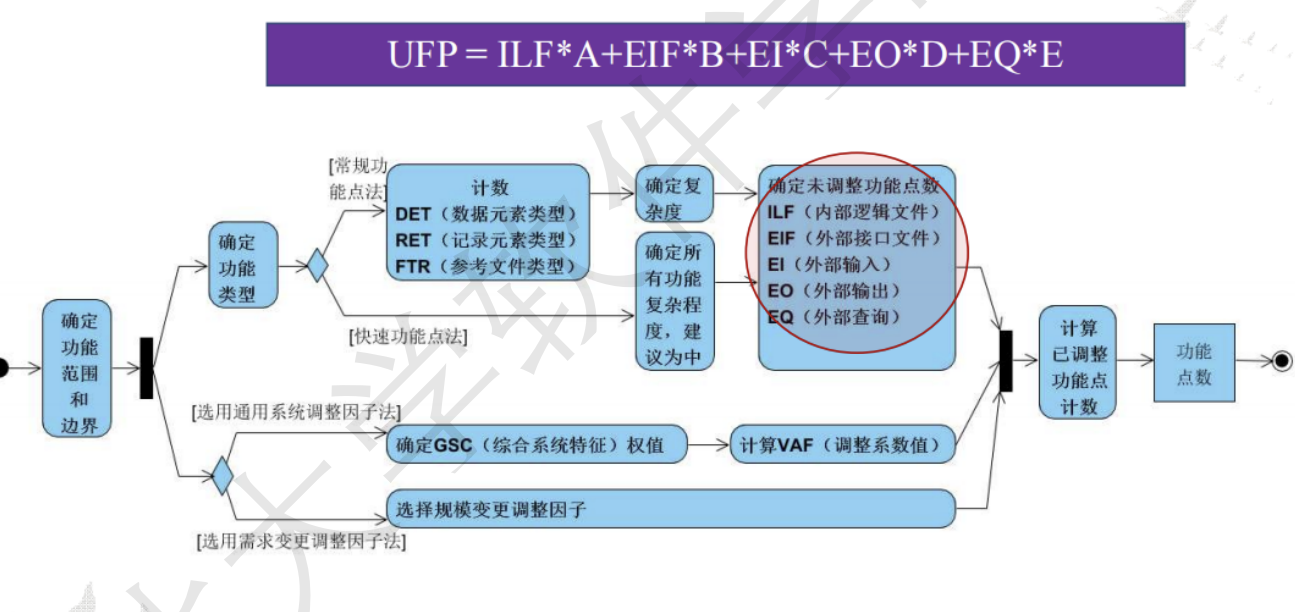 UFP = ILF*A+EIF*B+EI*C+EO*D+EQ*E
[常规功
能点法]
计数
DET（数据元素类型）
RET（记录元素类型）
FTR（参考文件类型）
确定复
杂度
确定未调整功能点数
ILF（内部逻辑文件）
EIF（外部接口文件）
EI（外部输入）
EO（外部输出）
EQ（外部查询）
确定
功能
类型
确定所
有功能
复杂程
度，建
议为中
[快速功能点法]
确定
功能
范围
和
边界
计算
已调整
功能点
计数
功能
点数
[选用通用系统调整因子法]
确定GSC（综合系统特征）权值
计算VAF（调整系数值）
选择规模变更调整因子
[选用需求变更调整因子法]
大学软件学